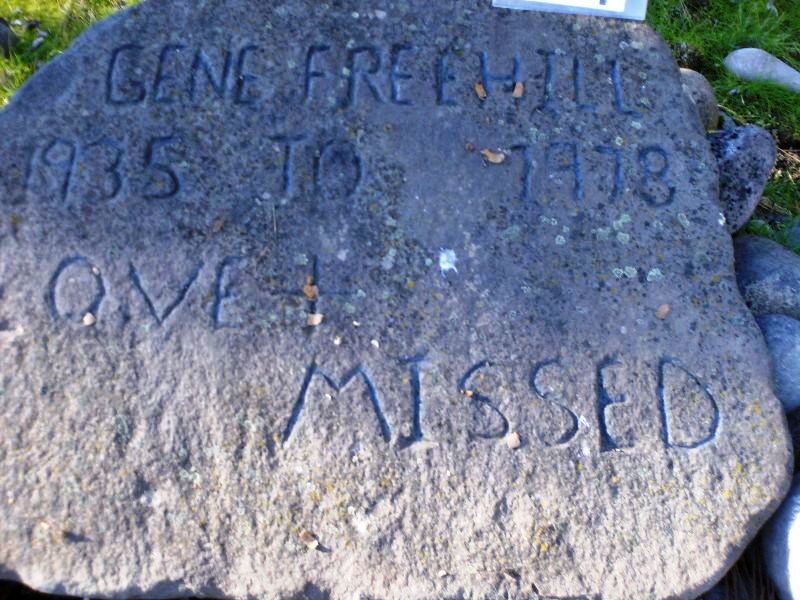 GENE FREEHILL
1935 TO 1978
OVE +
MISSED